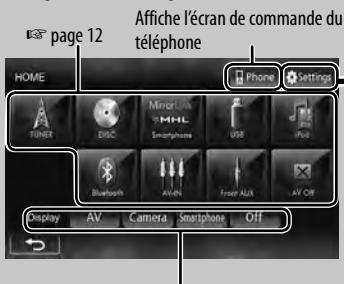 Affiche l'écran de commande du
téléphone
☞ page 12
HOME
Phone
Settings
TUNER
DISC
MirrorLink
MHL
Smartphone
USB
iPod
Bluetooth
AV-IN
Front AUX
AV Off
Display
AV
Camera
Smartphone
Off